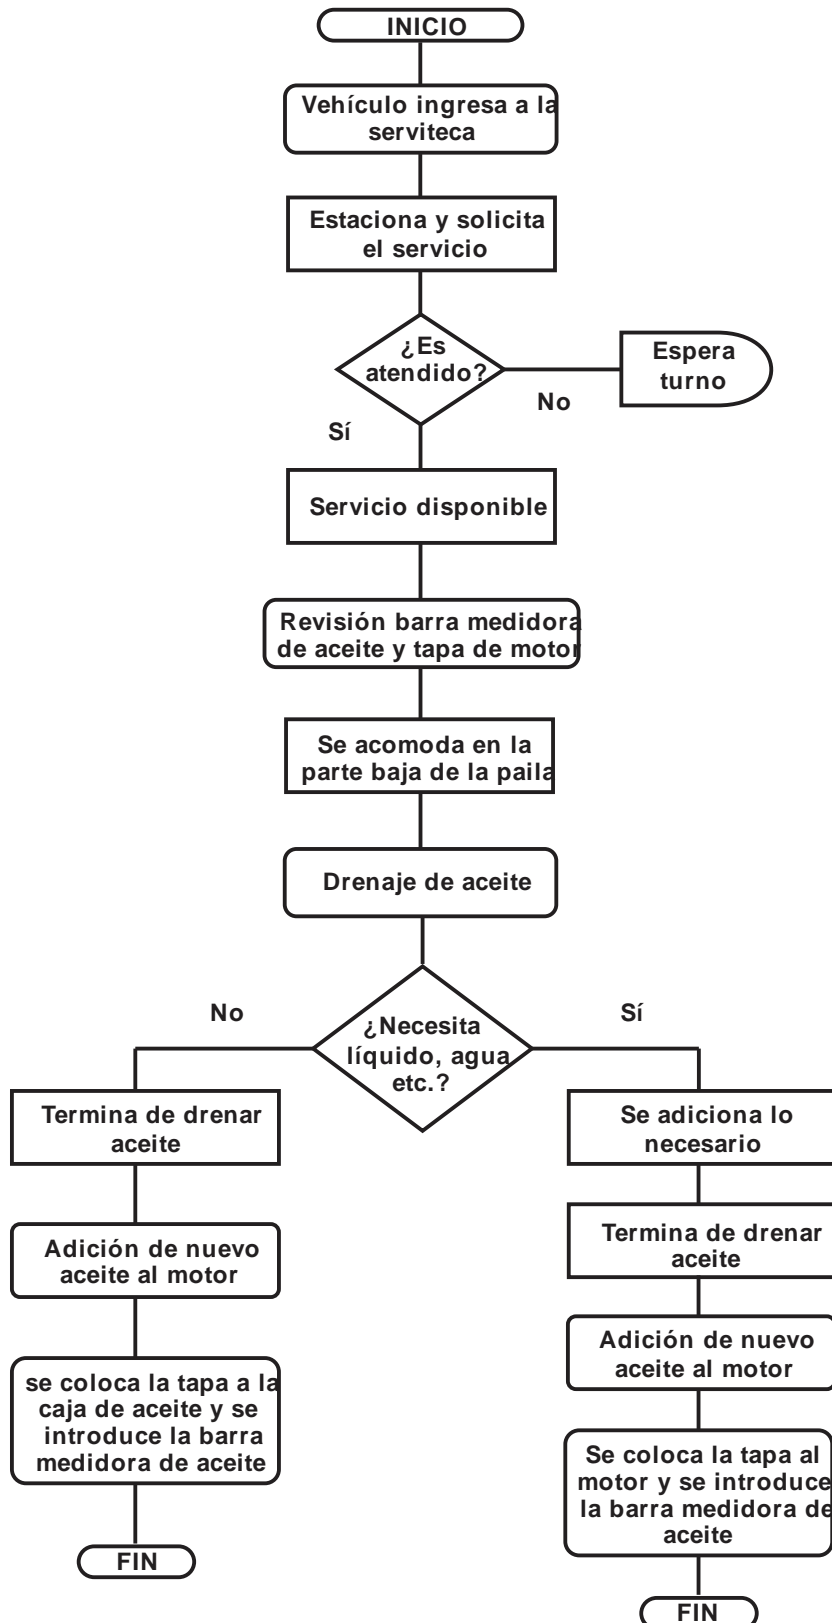 INICIO
Vehículo ingresa a la
serviteca
Estaciona y solicita
el servicio
¿Es
atendido?
Espera
turno
No
Sí
Servicio disponible
Revisión barra medidora
de aceite y tapa de motor
Se acomoda en la
parte baja de la paila
Drenaje de aceite
¿Necesita
líquido, agua
etc.?
No
Sí
Termina de drenar
aceite
Adición de nuevo
aceite al motor
se coloca la tapa a la
caja de aceite y se
introduce la barra
medidora de aceite
FIN
Se adiciona lo
necesario
Termina de drenar
aceite
Adición de nuevo
aceite al motor
Se coloca la tapa al
motor y se introduce
la barra medidora de
aceite
FIN